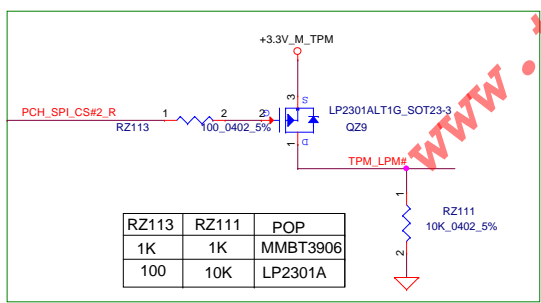 +3.3V_M_TPM
3
S
PCH_SPI_CS#2_R
1
2
2
G
LP2301ALT1G_SOT23-3
RZ113
100_0402_5%
QZ9
1
D
TPM_LPM#
1
RZ111
10K_0402_5%
2
RZ113 RZ111 POP
1K 1K MMBT3906
100 10K LP2301A
www.